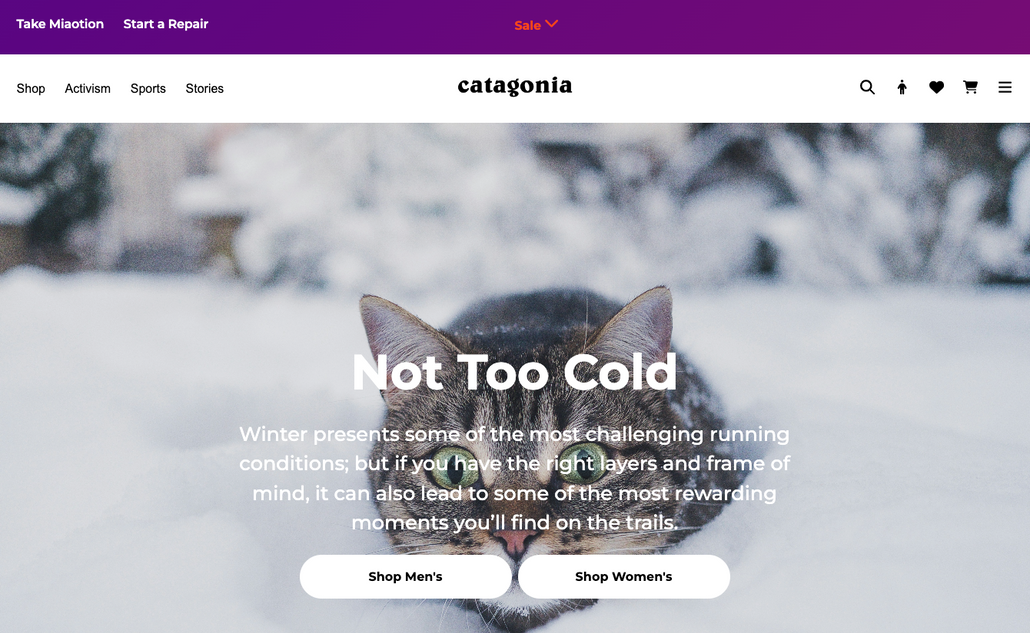 Take Miaotion Start a Repair Sale
Shop Activism Sports Stories catagonia
Not Too Cold
Winter presents some of the most challenging running
conditions; but if you have the right layers and frame of
mind, it can also lead to some of the most rewarding
moments you’ll find on the trails.
Shop Men's Shop Women's